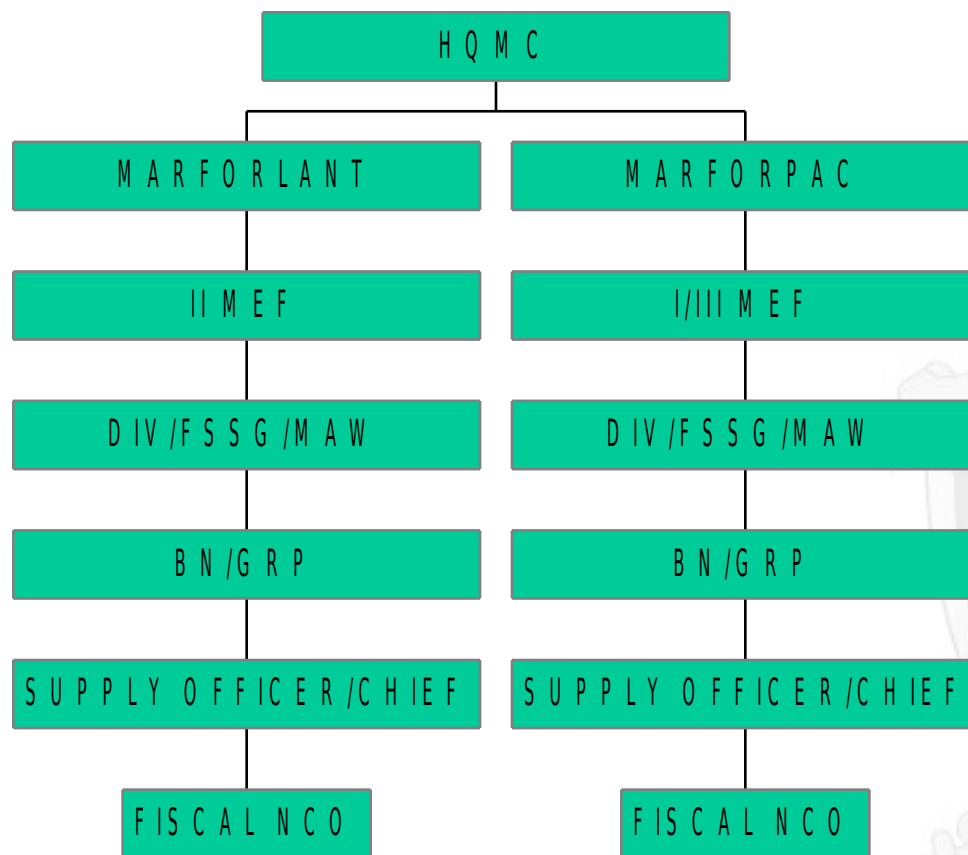 HQMC
MARFORLANT
MARFORPAC
II MEF
I/III MEF
DIV/FSSG/MAW
DIV/FSSG/MAW
BN/GRP
BN/GRP
SUPPLY OFFICER/CHIEF
SUPPLY OFFICER/CHIEF
FISCAL NCO
FISCAL NCO